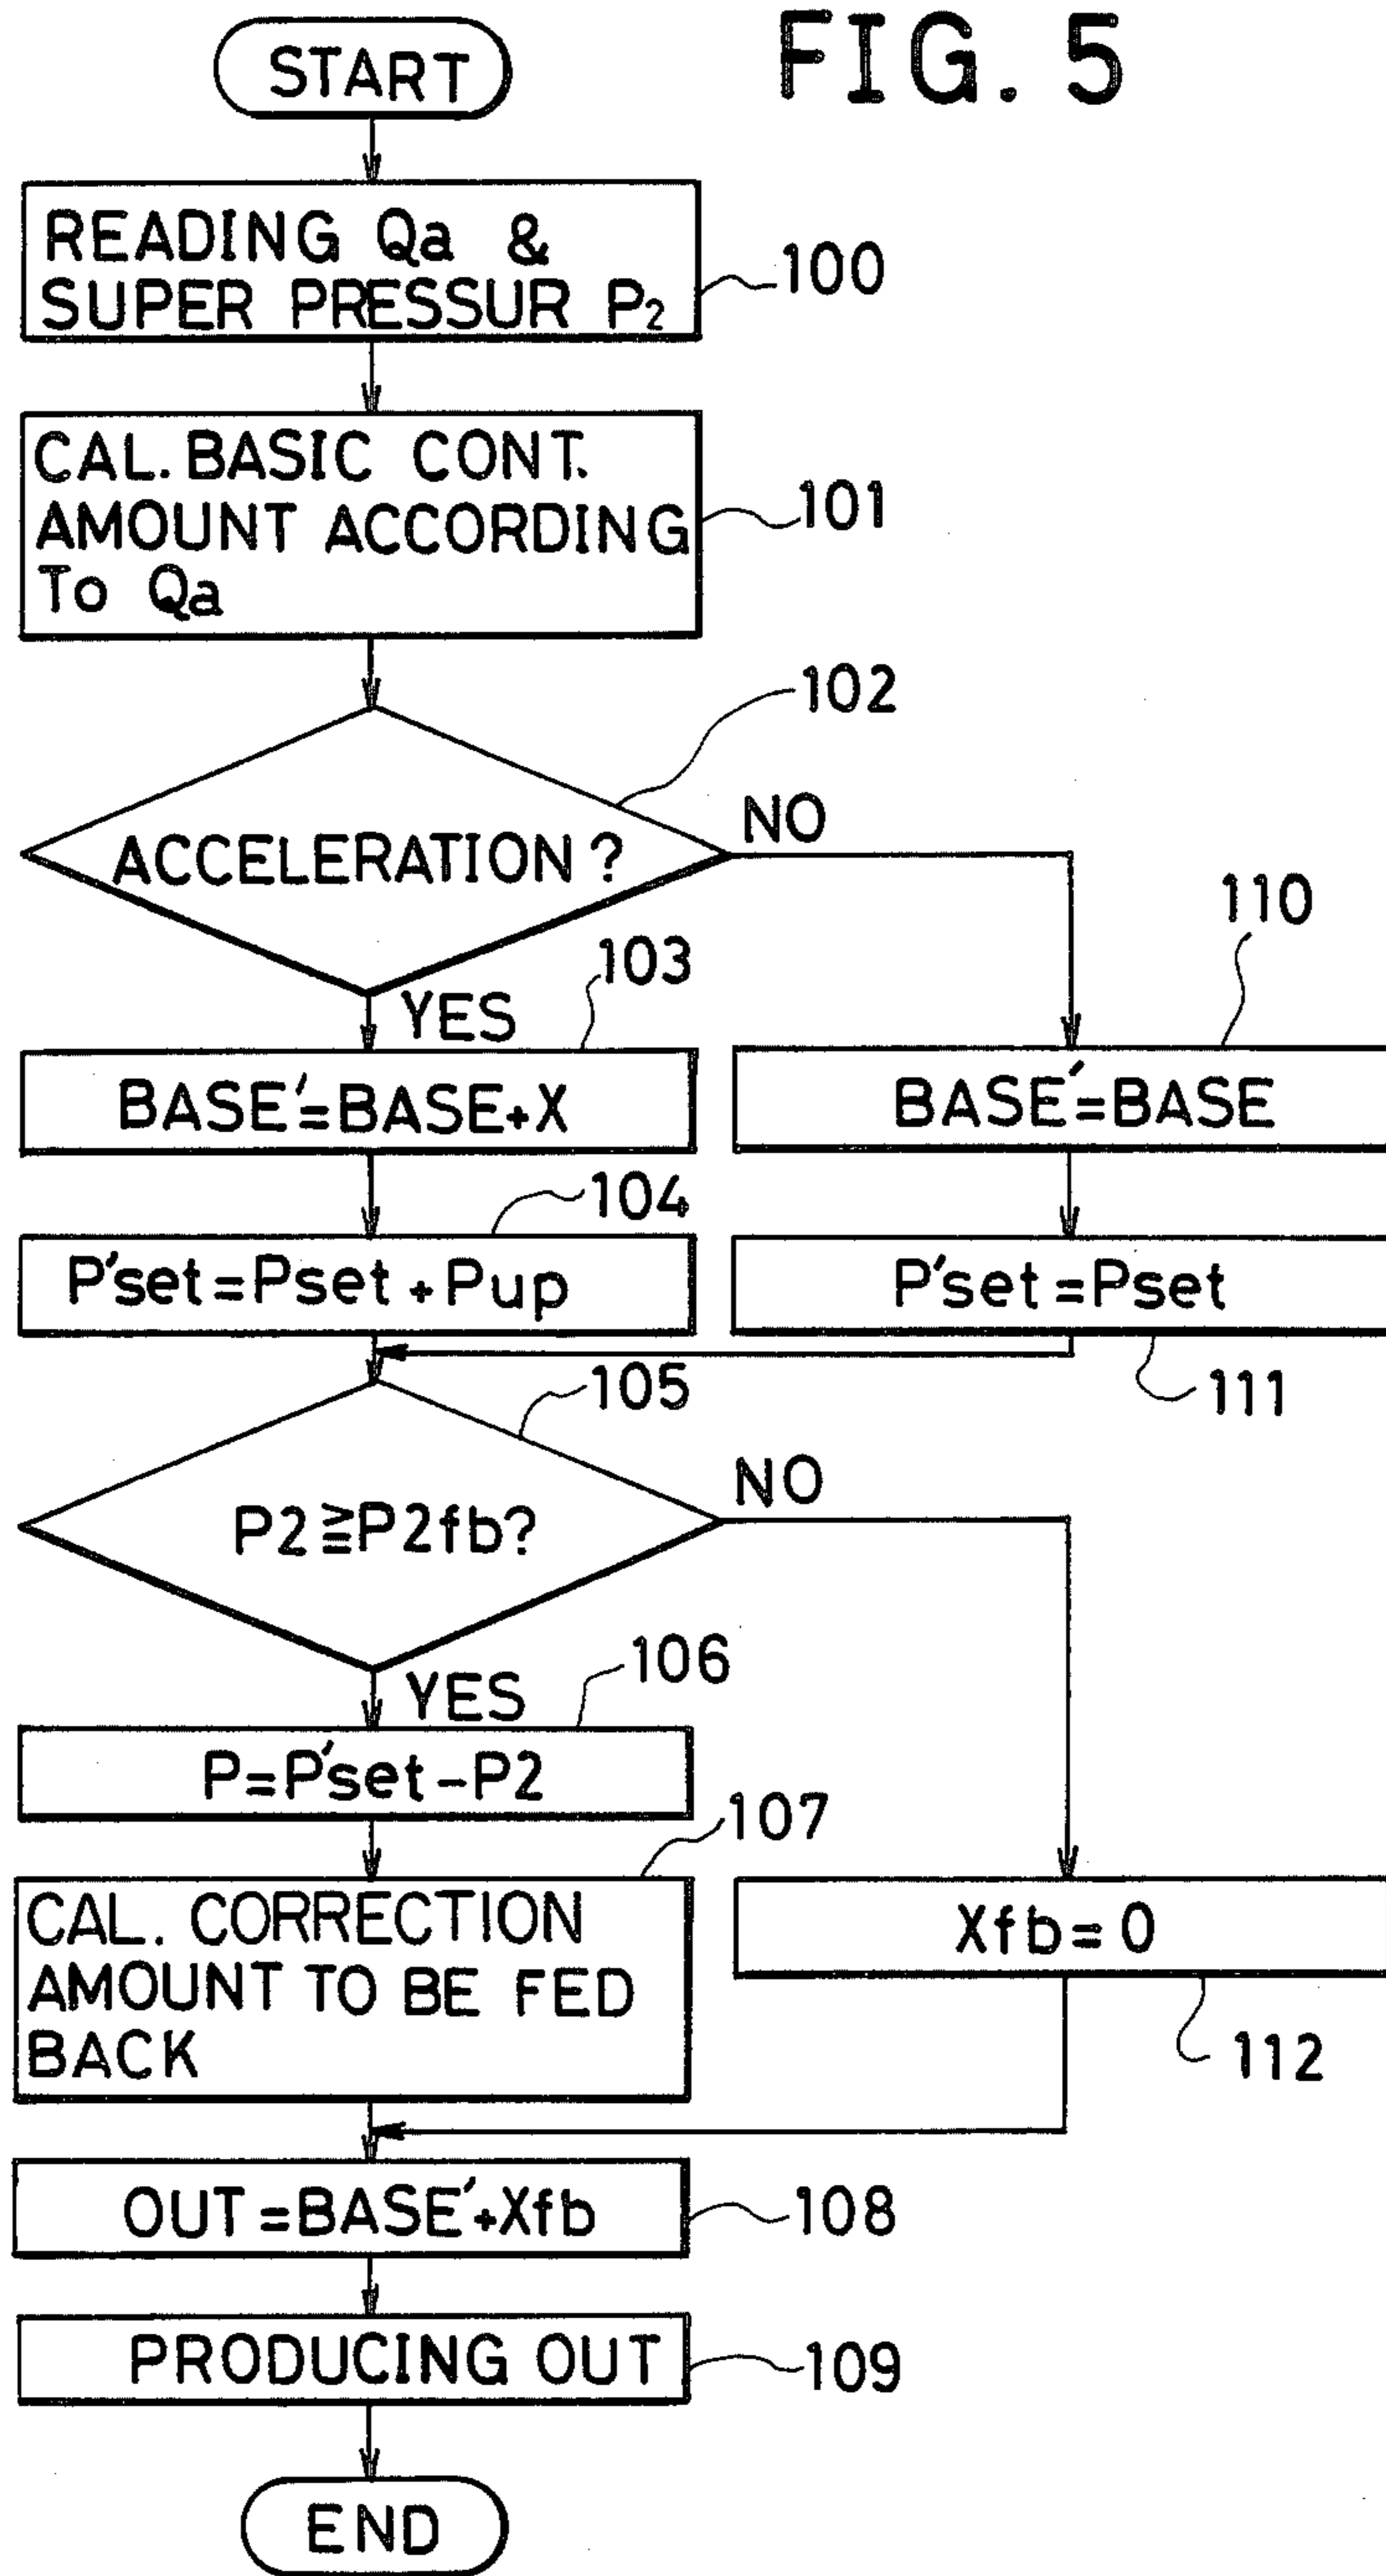 FIG. 5
START
READING Qa &
SUPER PRESSUR P2
100
CAL. BASIC CONT.
AMOUNT ACCORDING
To Qa
101
102
ACCELERATION?
NO
YES
103
BASE'=BASE+X
110
BASE'=BASE
104
P'set=Pset+Pup
P'set=Pset
111
105
P2≧P2fb?
NO
YES
106
P=P'set-P2
107
CAL. CORRECTION
AMOUNT TO BE FED
BACK
Xfb=0
112
OUT=BASE'+Xfb
108
PRODUCING OUT
109
END